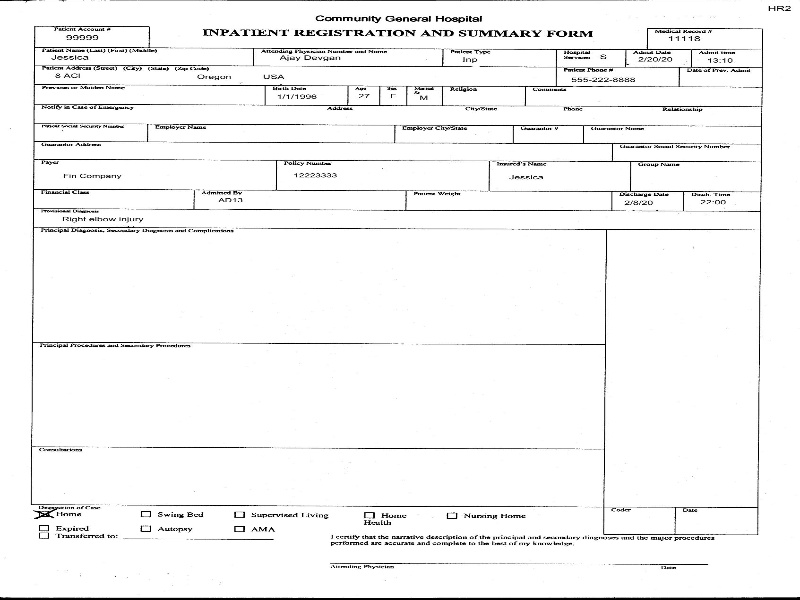 HR2
Community General Hospital
INPATIENT REGISTRATION AND SUMMARY FORM
Patient Account #
99999
Medical Record #
11118
Patient Name (Last) (First) (Middle)
Jessica
Attending Physician Number and Name
Ajay Devgan
Patient Type
Inp
Hospital Services S
Admit Date
2/20/20
Admit time
13:10
Patient Address (Street) (City) (State) (Zip Code)
8 ACI Oregon USA
Patient Phone #
555-222-8888
Date of Prev. Admit
Previous or Maiden Name
Birth Date
1/1/1996
Age
27
Sex
F
Marital St
M
Religion
Comments
Notify in Case of Emergency Address City/State Phone Relationship
Patient Social Security Number
Employer Name
Employer City/State
Guarantor #
Guarantor Name
Guarantor Address
Guarantor Social Security Number
Payer
Fin Company
Policy Number
12223333
Insured's Name
Jessica
Group Name
Financial Class
Admitted By
AD13
Patient Weight
Discharge Date
2/8/20
Disch. Time
22:00
Provisional Diagnosis
Right elbow injury
Principal Diagnosis, Secondary Diagnosis and Complications
Principal Procedures and Secondary Procedures
Consultations
Disposition of Case
Home Swing Bed Supervised Living Home Health Nursing Home
Expired Autopsy AMA
Transferred to:
Coder
Date
I certify that the narrative description of the principal and secondary diagnoses and the major procedures
performed are accurate and complete to the best of my knowledge.
Attending Physician Date